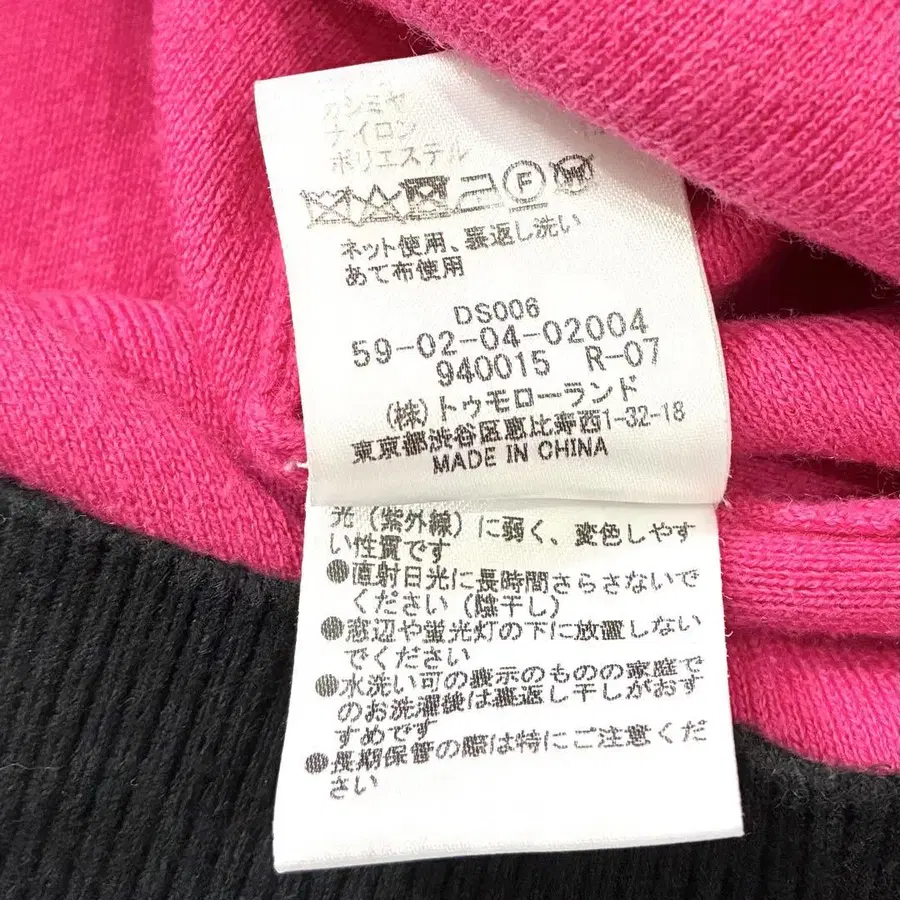 カシミヤ
ナイロン
ポリエステル
F
ネット使用、裏返し洗い
あて布使用
DS006
59-02-04-02004
940015 R-07
(株)トゥモローランド
東京都渋谷区恵比寿西1-32-18
MADE IN CHINA
光(紫外線)に弱く、変色しやす
い性質です
●直射日光に長時間さらさないで
ください(陰干し)
●窓辺や蛍光灯の下に放置しない
でください
●水洗い可の表示のものの家庭で
のお洗濯後は裏返し干しがおす
すめです
●長期保管の際は特にご注意くだ
さい